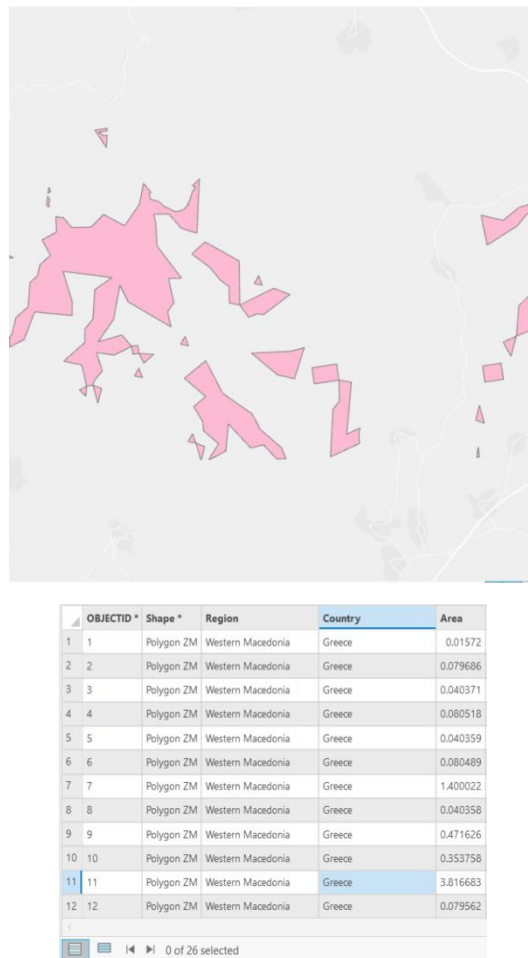 OBJECTID * Shape * Region Country Area
1 1 Polygon ZM Western Macedonia Greece 0.01572
2 2 Polygon ZM Western Macedonia Greece 0.079686
3 3 Polygon ZM Western Macedonia Greece 0.040371
4 4 Polygon ZM Western Macedonia Greece 0.080518
5 5 Polygon ZM Western Macedonia Greece 0.040359
6 6 Polygon ZM Western Macedonia Greece 0.080489
7 7 Polygon ZM Western Macedonia Greece 1.400022
8 8 Polygon ZM Western Macedonia Greece 0.040358
9 9 Polygon ZM Western Macedonia Greece 0.471626
10 10 Polygon ZM Western Macedonia Greece 0.353758
11 11 Polygon ZM Western Macedonia Greece 3.816683
12 12 Polygon ZM Western Macedonia Greece 0.079562
0 of 26 selected